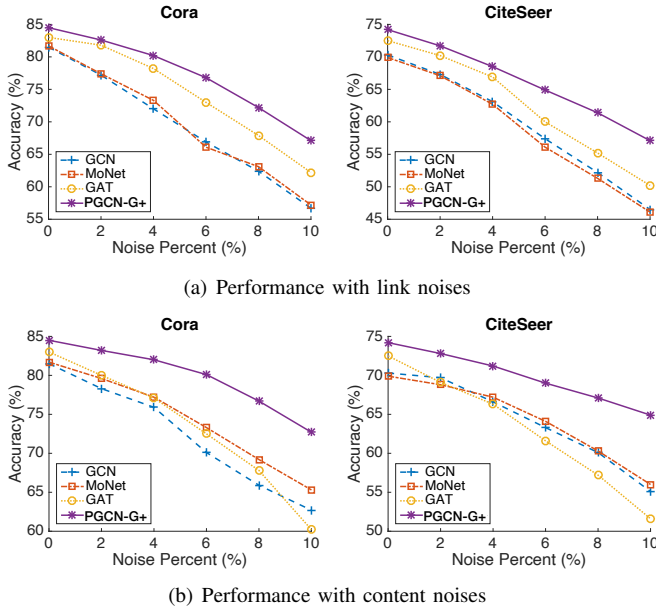 Cora
CiteSeer
85
80
75
70
65
60
55
Accuracy (%)
GCN
MoNet
GAT
PGCN-G+
0 2 4 6 8 10
Noise Percent (%)
75
70
65
60
55
50
45
Accuracy (%)
GCN
MoNet
GAT
PGCN-G+
0 2 4 6 8 10
Noise Percent (%)
(a) Performance with link noises
Cora
CiteSeer
85
80
75
70
65
60
Accuracy (%)
GCN
MoNet
GAT
PGCN-G+
0 2 4 6 8 10
Noise Percent (%)
75
70
65
60
55
50
Accuracy (%)
GCN
MoNet
GAT
PGCN-G+
0 2 4 6 8 10
Noise Percent (%)
(b) Performance with content noises